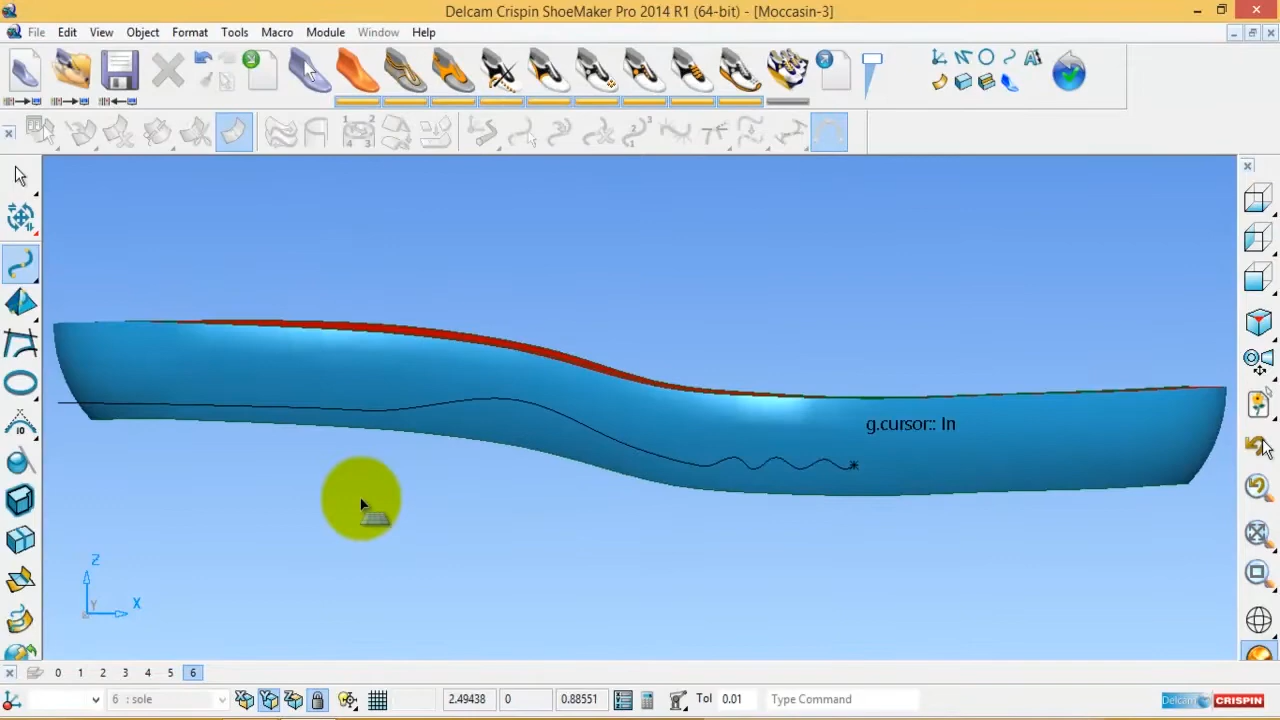 Delcam Crispin ShoeMaker Pro 2014 R1 (64-bit) - [Moccasin-3]
File Edit View Object Format Tools Macro Module Window Help
g.cursor:: In
10
Z
Y X
0 1 2 3 4 5 6
6 : sole 2.49438 0 0.88551 Tol 0.01 Type Command Delcam CRISPIN